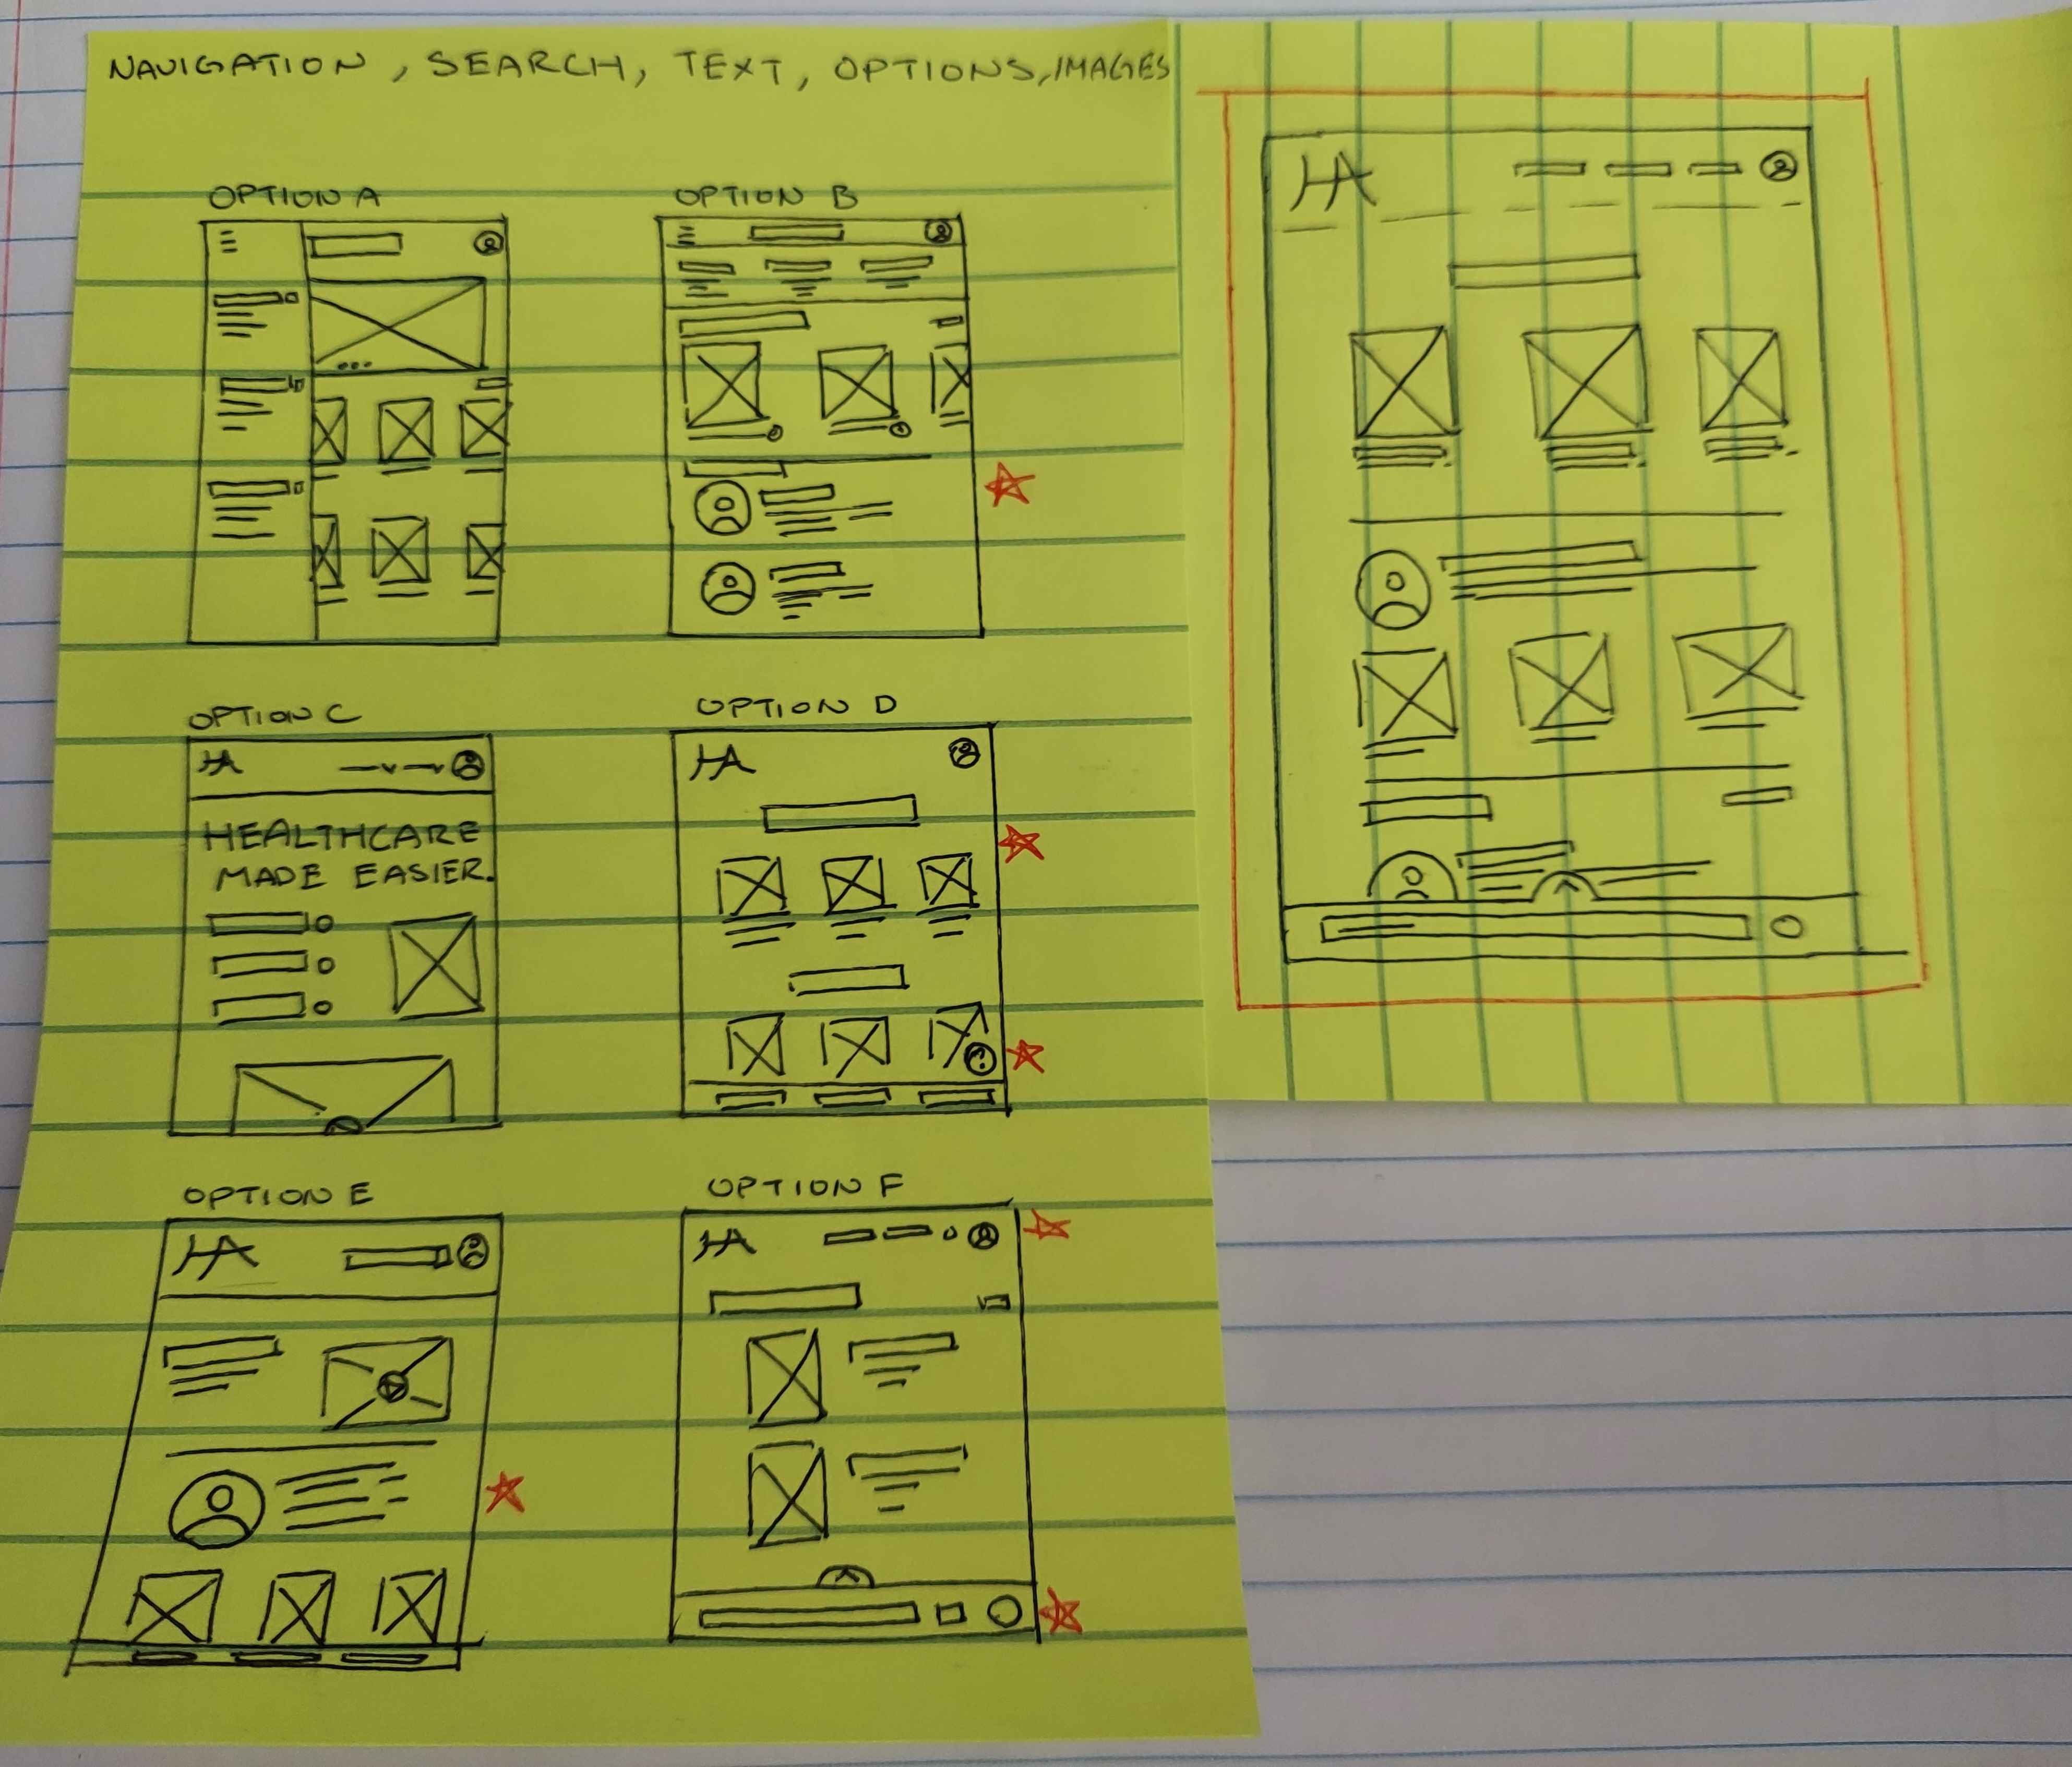 NAVIGATION, SEARCH, TEXT, OPTIONS, IMAGES
OPTION A
OPTION B
OPTION C
HA
HEALTHCARE
MADE EASIER.
OPTION D
HA
?
OPTION E
HA
OPTION F
HA
HA